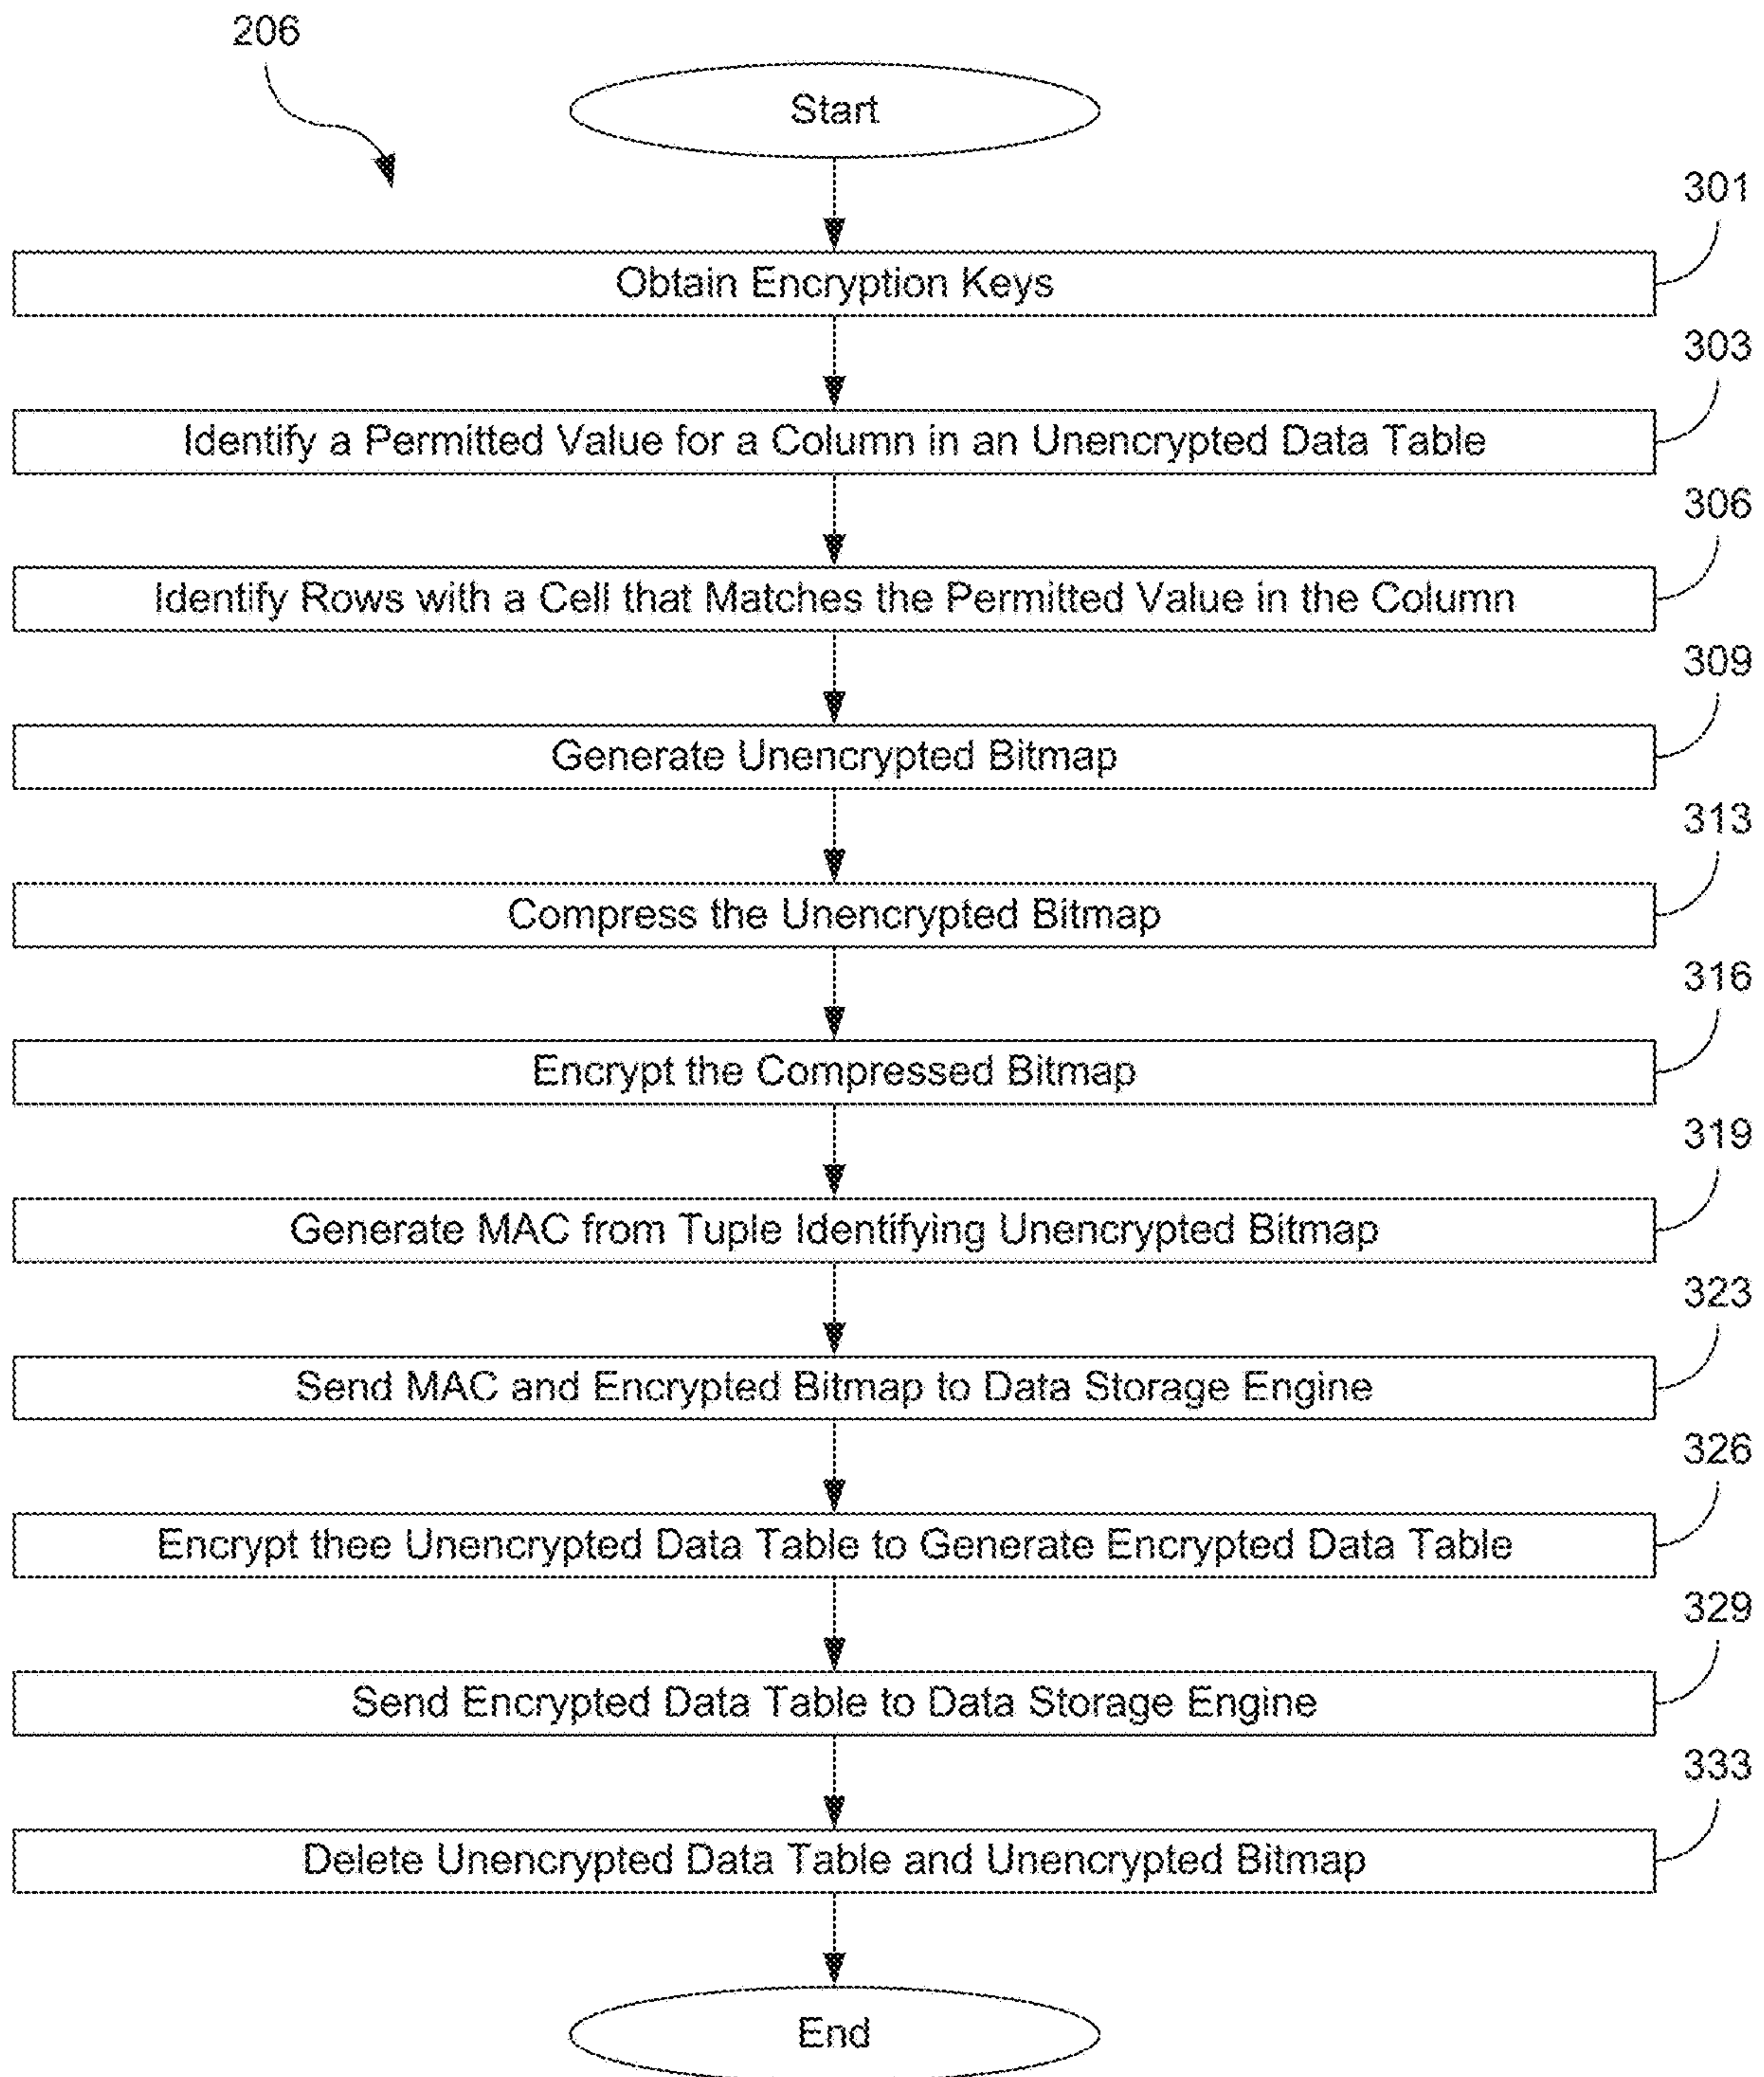 206
Start
301
Obtain Encryption Keys
303
Identify a Permitted Value for a Column in an Unencrypted Data Table
306
Identify Rows with a Cell that Matches the Permitted Value in the Column
309
Generate Unencrypted Bitmap
313
Compress the Unencrypted Bitmap
316
Encrypt the Compressed Bitmap
319
Generate MAC from Tuple Identifying Unencrypted Bitmap
323
Send MAC and Encrypted Bitmap to Data Storage Engine
326
Encrypt thee Unencrypted Data Table to Generate Encrypted Data Table
329
Send Encrypted Data Table to Data Storage Engine
333
Delete Unencrypted Data Table and Unencrypted Bitmap
End